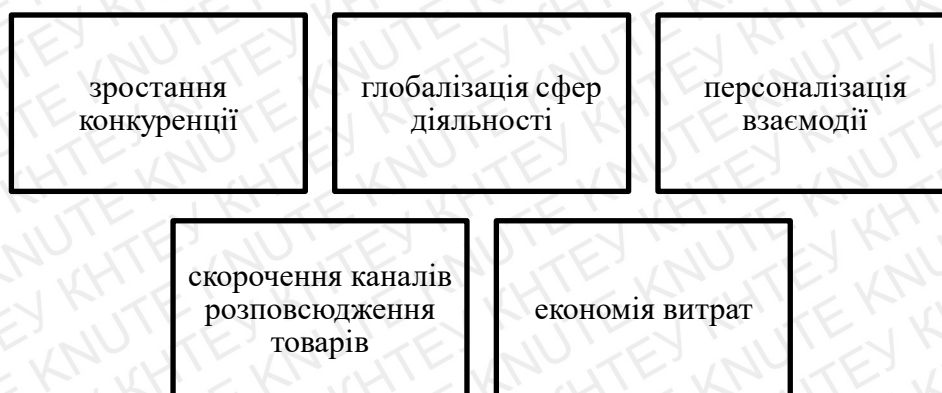 зростання
конкуренції
глобалізація сфер
діяльності
персоналізація
взаємодії
скорочення каналів
розповсюдження
товарів
економія витрат